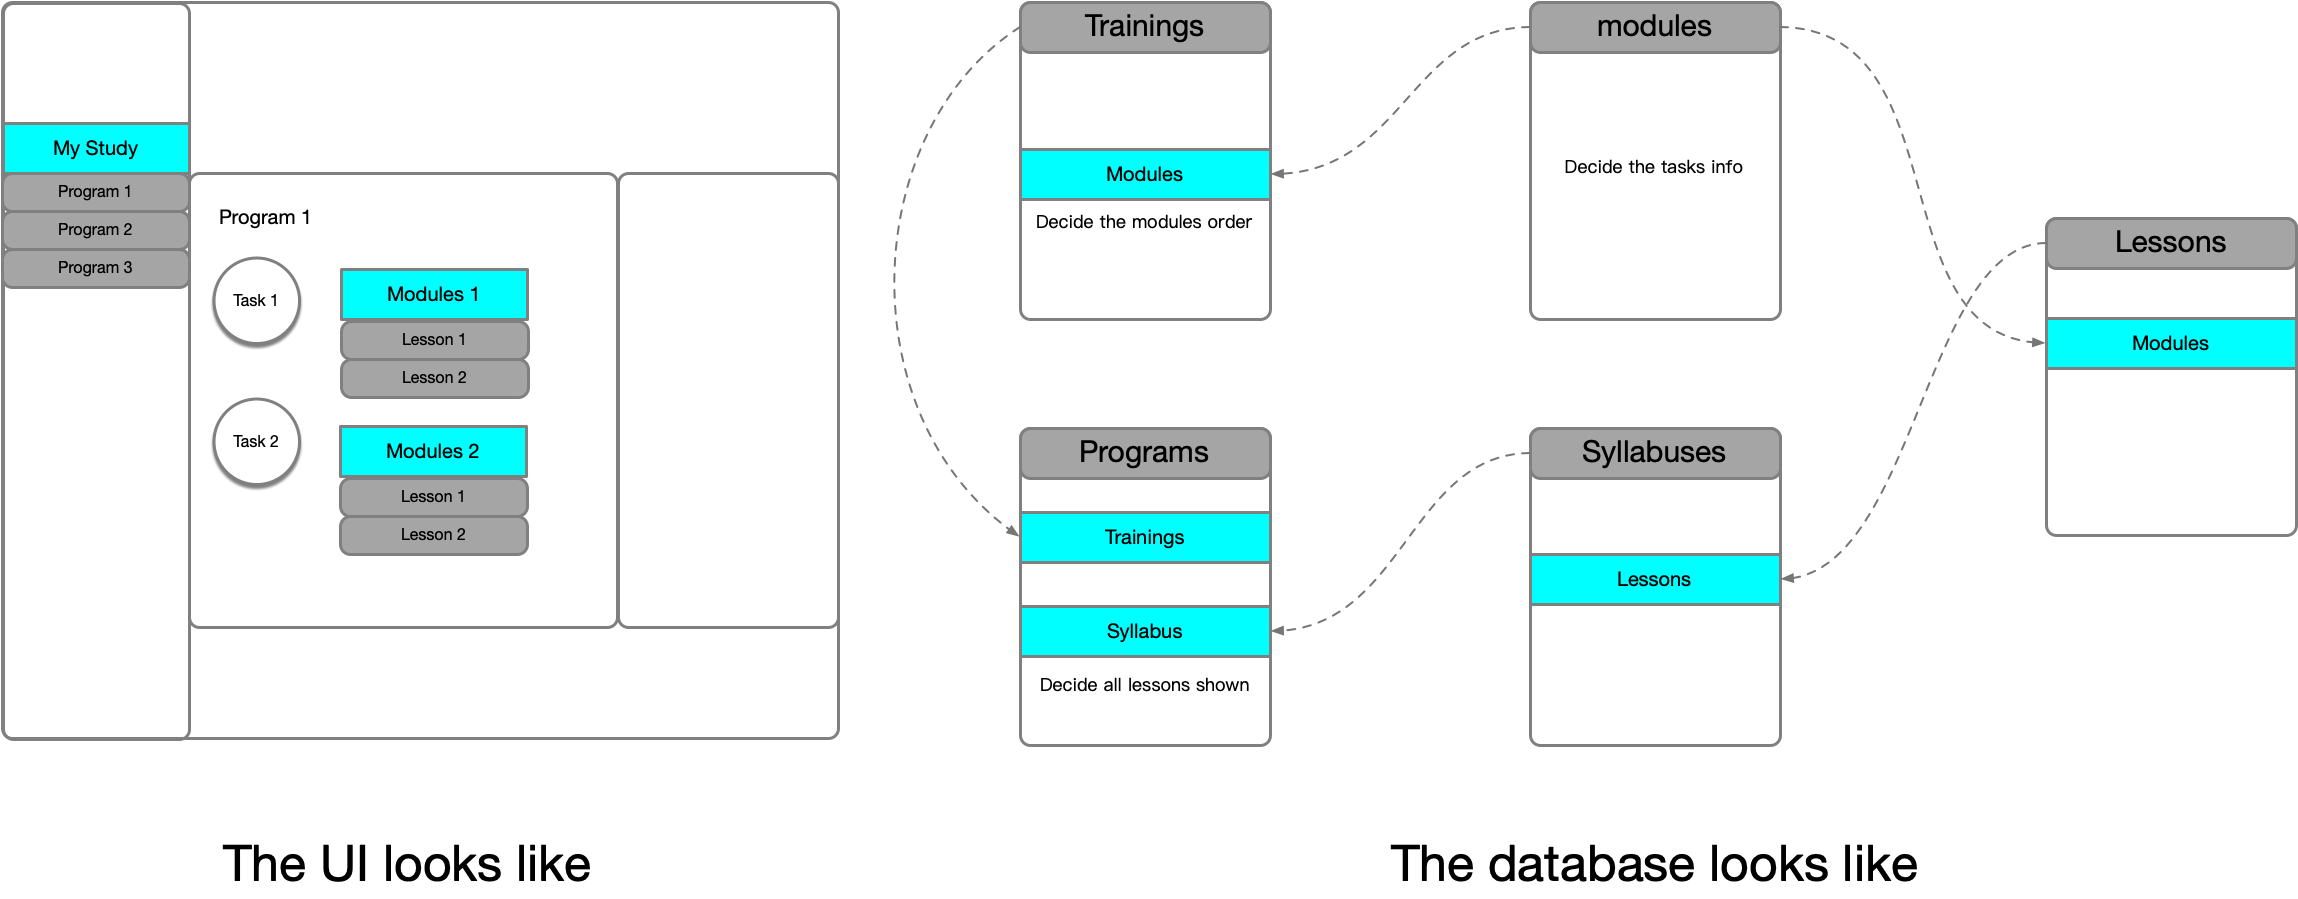 My Study
Program 1
Program 2
Program 3
Program 1
Task 1
Modules 1
Lesson 1
Lesson 2
Task 2
Modules 2
Lesson 1
Lesson 2
The UI looks like
Trainings
Modules
Decide the modules order
modules
Decide the tasks info
Lessons
Modules
Programs
Trainings
Syllabus
Decide all lessons shown
Syllabuses
Lessons
The database looks like